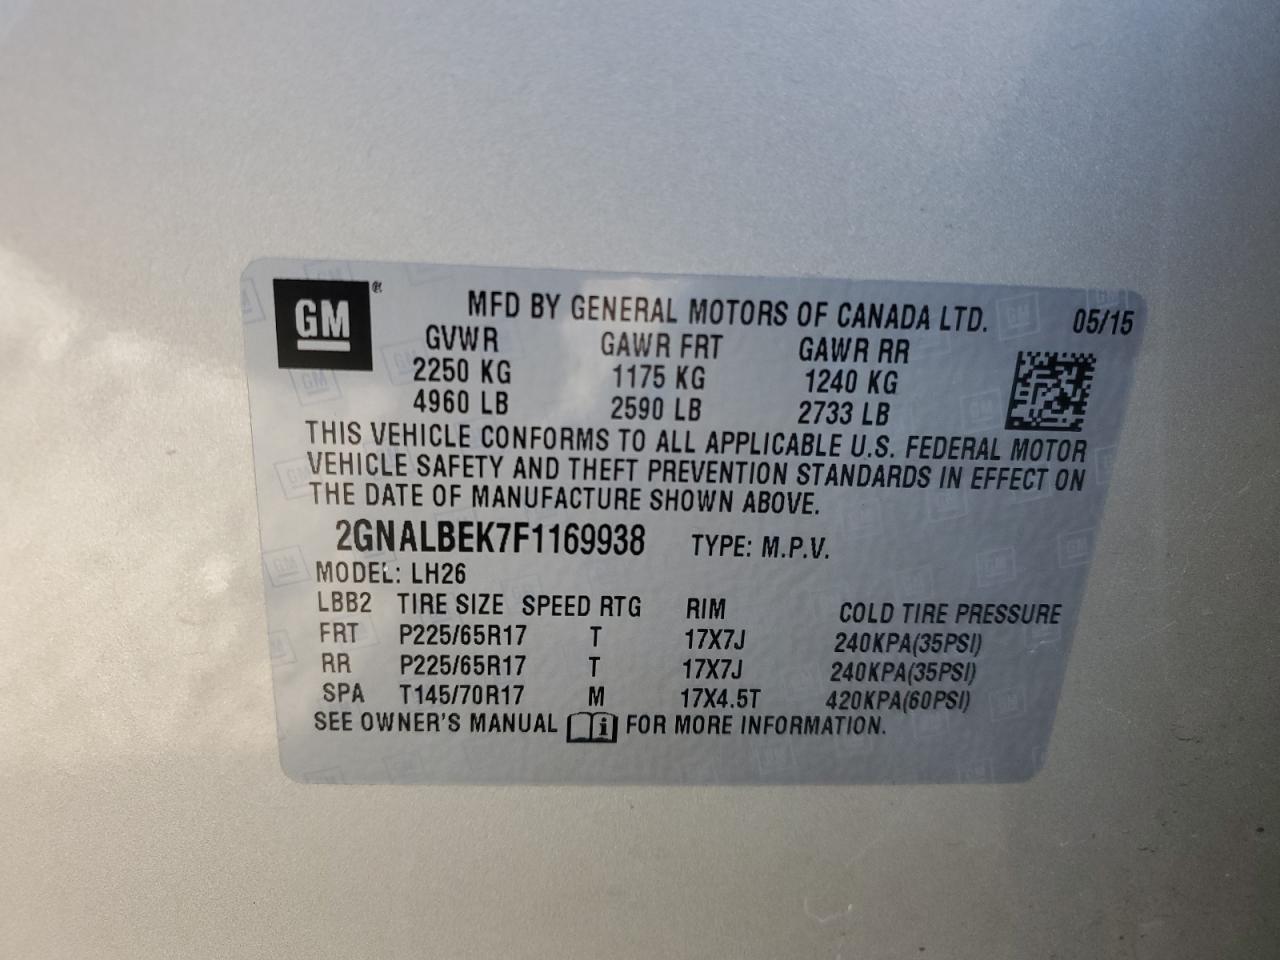 GM ® MFD BY GENERAL MOTORS OF CANADA LTD. 05/15
GVWR GAWR FRT GAWR RR
2250 KG 1175 KG 1240 KG
4960 LB 2590 LB 2733 LB
THIS VEHICLE CONFORMS TO ALL APPLICABLE U.S. FEDERAL MOTOR
VEHICLE SAFETY AND THEFT PREVENTION STANDARDS IN EFFECT ON
THE DATE OF MANUFACTURE SHOWN ABOVE.
2GNALBEK7F1169938 TYPE: M.P.V.
MODEL: LH26
LBB2 TIRE SIZE SPEED RTG RIM COLD TIRE PRESSURE
FRT P225/65R17 T 17X7J 240KPA(35PSI)
RR P225/65R17 T 17X7J 240KPA(35PSI)
SPA T145/70R17 M 17X4.5T 420KPA(60PSI)
SEE OWNER'S MANUAL i FOR MORE INFORMATION.